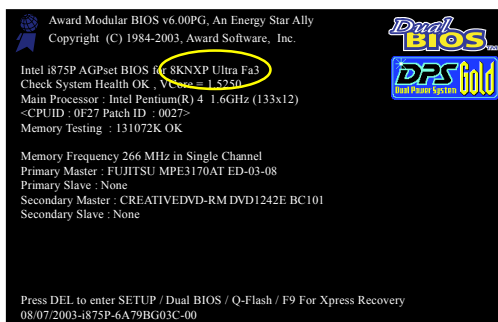 Award Modular BIOS v6.00PG, An Energy Star Ally
Copyright (C) 1984-2003, Award Software, Inc.
Dual
BIOS
DPS Gold
Dual Power System
Intel i875P AGPset BIOS for 8KNXP Ultra Fa3
Check System Health OK , VCore = 1.5250
Main Processor : Intel Pentium(R) 4 1.6GHz (133x12)
<CPUID : 0F27 Patch ID : 0027>
Memory Testing : 131072K OK
Memory Frequency 266 MHz in Single Channel
Primary Master : FUJITSU MPE3170AT ED-03-08
Primary Slave : None
Secondary Master : CREATIVEDVD-RM DVD1242E BC101
Secondary Slave : None
Press DEL to enter SETUP / Dual BIOS / Q-Flash / F9 For Xpress Recovery
08/07/2003-i875P-6A79BG03C-00